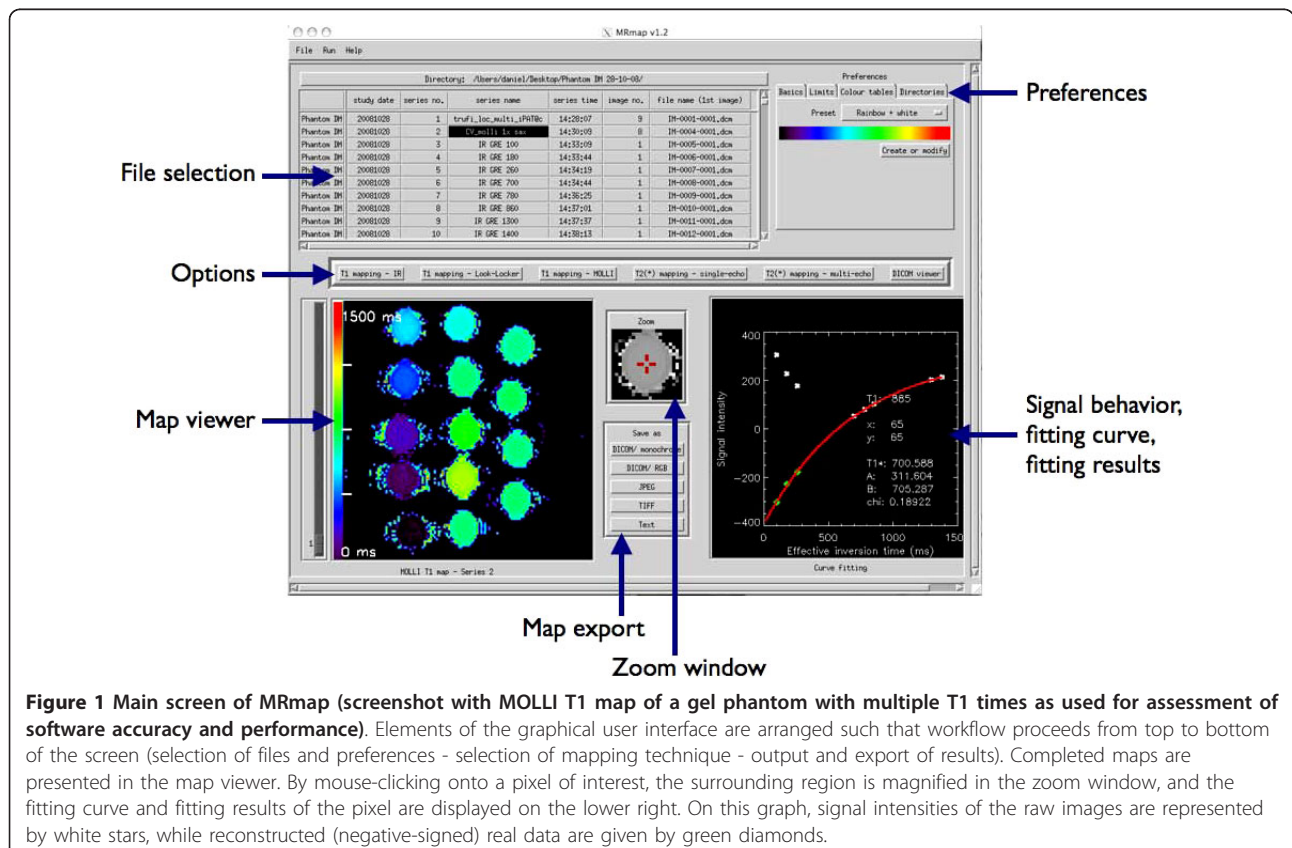 MRmap v1.2
File Run Help
Directory: /Users/daniel/Desktop/Phantom DM 28-10-08/
study date series no. series name series time image no. file name (1st image)
Phantom DM 20081028 1 trufi_loc_multi_iPAT@c 14:28:07 9 IM-0001-0001.dcm
Phantom DM 20081028 2 CV_molli 1x sax 14:30:09 8 IM-0004-0001.dcm
Phantom DM 20081028 3 IR GRE 100 14:33:09 1 IM-0005-0001.dcm
Phantom DM 20081028 4 IR GRE 180 14:33:44 1 IM-0006-0001.dcm
Phantom DM 20081028 5 IR GRE 260 14:34:19 1 IM-0007-0001.dcm
Phantom DM 20081028 6 IR GRE 700 14:34:44 1 IM-0008-0001.dcm
Phantom DM 20081028 7 IR GRE 780 14:36:25 1 IM-0009-0001.dcm
Phantom DM 20081028 8 IR GRE 860 14:37:01 1 IM-0010-0001.dcm
Phantom DM 20081028 9 IR GRE 1300 14:37:37 1 IM-0011-0001.dcm
Phantom DM 20081028 10 IR GRE 1400 14:38:13 1 IM-0012-0001.dcm
Preferences
Basics Limits Colour tables Directories
Preset Rainbow + white
Create or modify
Preferences
File selection
Options
T1 mapping - IR T1 mapping - Look-Locker T1 mapping - MOLLI T2(*) mapping - single-echo T2(*) mapping - multi-echo DICOM viewer
Map viewer
1500 ms
0 ms
1
MOLLI T1 map - Series 2
Zoom
Save as
DICOM/ monochrome
DICOM/ RGB
JPEG
TIFF
Text
400
200
0
-200
-400
Signal intensity
T1: 885
x: 65
y: 65
T1*: 700.588
A: 311.604
B: 705.287
chi: 0.18922
0 500 1000 150
Effective inversion time (ms)
Curve fitting
Signal behavior,
fitting curve,
fitting results
Map export
Zoom window
Figure 1 Main screen of MRmap (screenshot with MOLLI T1 map of a gel phantom with multiple T1 times as used for assessment of
software accuracy and performance). Elements of the graphical user interface are arranged such that workflow proceeds from top to bottom
of the screen (selection of files and preferences - selection of mapping technique - output and export of results). Completed maps are
presented in the map viewer. By mouse-clicking onto a pixel of interest, the surrounding region is magnified in the zoom window, and the
fitting curve and fitting results of the pixel are displayed on the lower right. On this graph, signal intensities of the raw images are represented
by white stars, while reconstructed (negative-signed) real data are given by green diamonds.